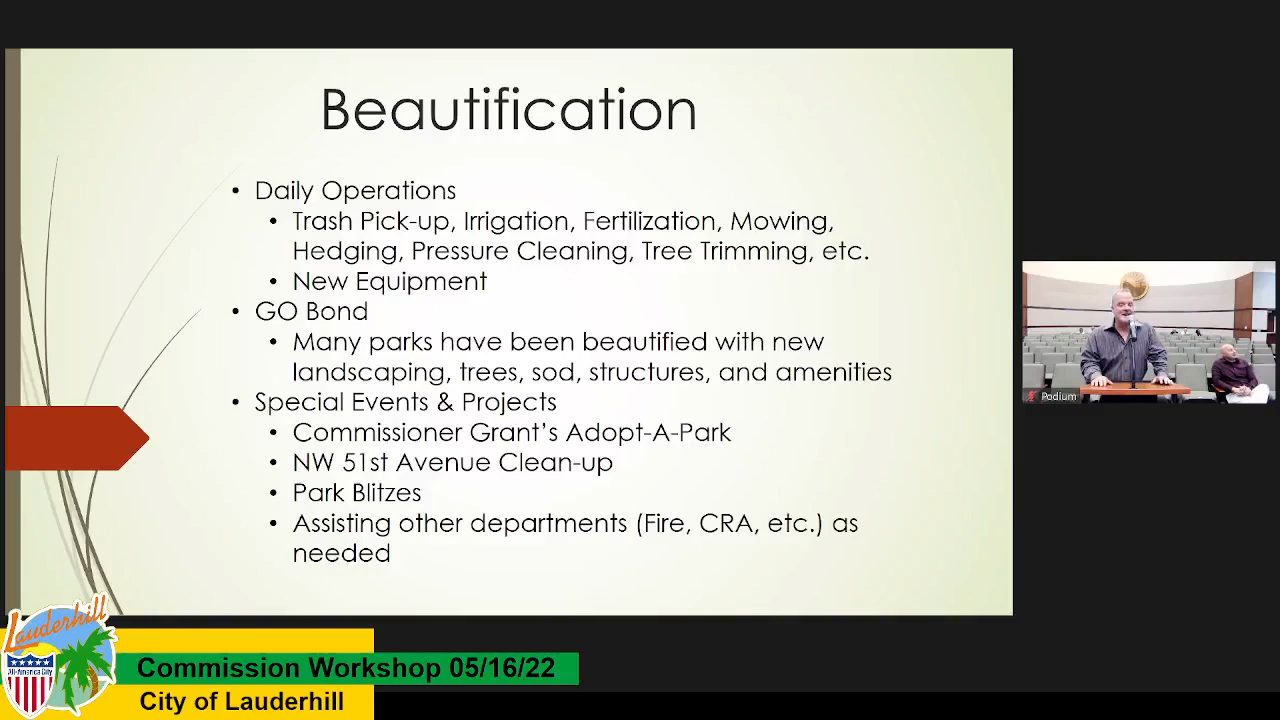 Beautification
• Daily Operations
• Trash Pick-up, Irrigation, Fertilization, Mowing,
Hedging, Pressure Cleaning, Tree Trimming, etc.
• New Equipment
• GO Bond
• Many parks have been beautified with new
landscaping, trees, sod, structures, and amenities
• Special Events & Projects
• Commissioner Grant's Adopt-A-Park
• NW 51st Avenue Clean-up
• Park Blitzes
• Assisting other departments (Fire, CRA, etc.) as
needed
Podium
Lauderhill
All-America City
Commission Workshop 05/16/22
City of Lauderhill